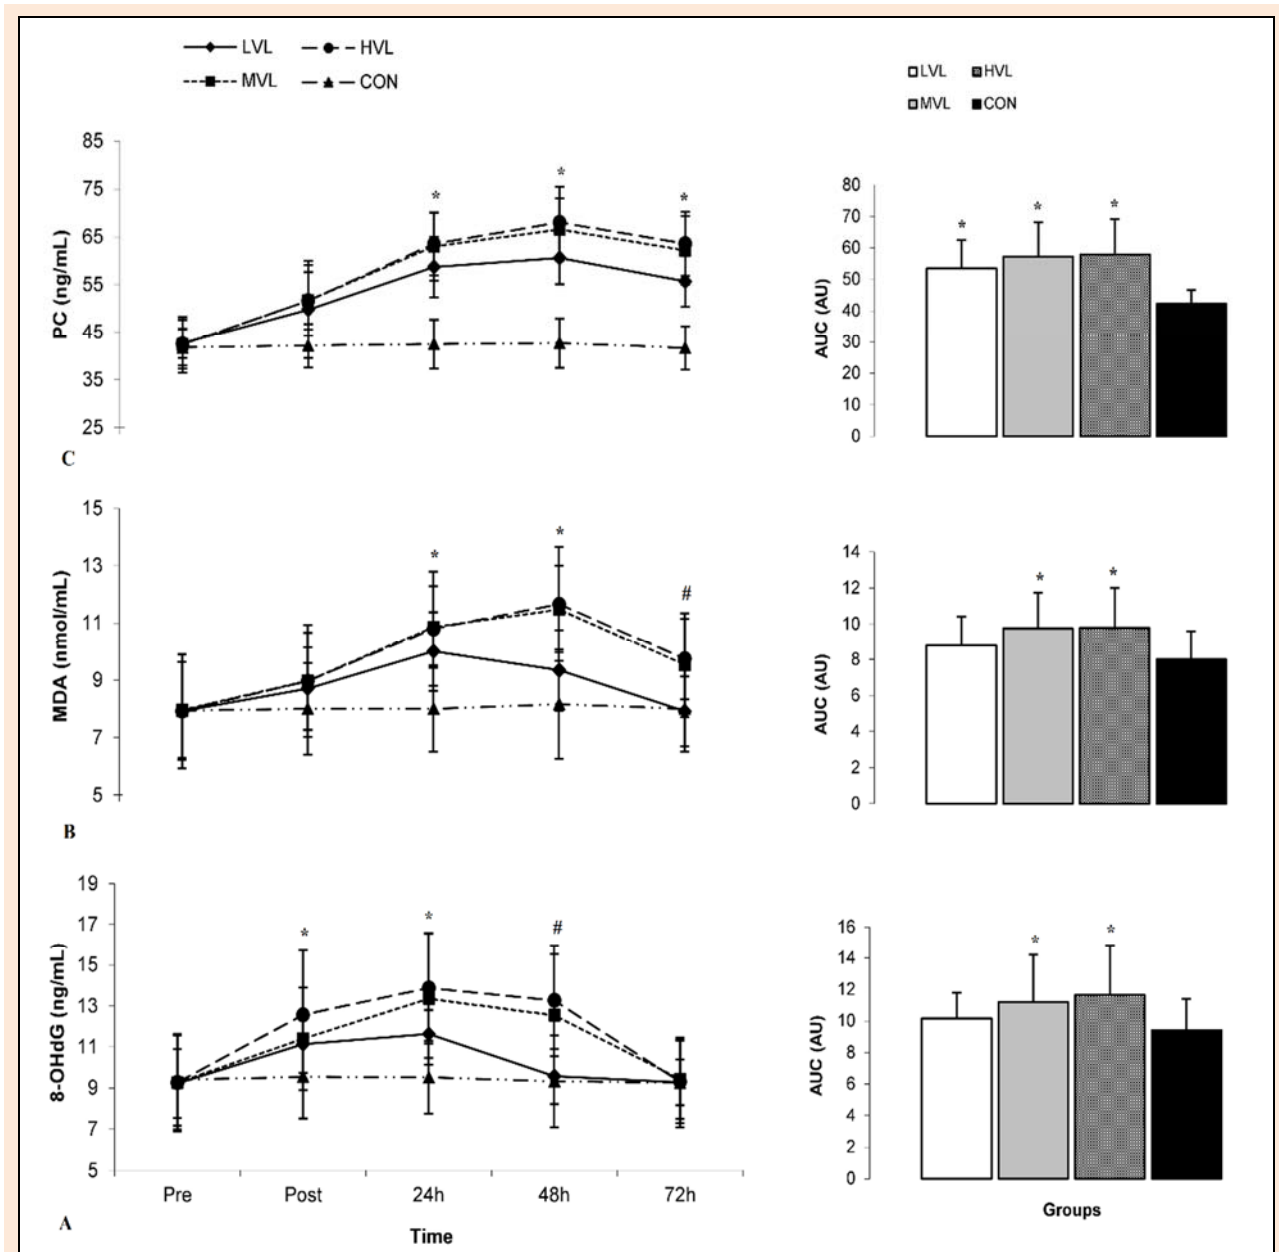 LVL HVL
MVL CON
LVL HVL
MVL CON
85
75
65
55
45
35
25
PC (ng/mL)
* * *
80
70
60
50
40
30
20
10
0
AUC (AU)
* * *
C
15
13
11
9
7
5
MDA (nmol/mL)
* * #
14
12
10
8
6
4
2
0
AUC (AU)
* *
B
19
17
15
13
11
9
7
5
8-OHdG (ng/mL)
* * #
Pre Post 24h 48h 72h
Time
16
14
12
10
8
6
4
2
0
AUC (AU)
* *
Groups
A